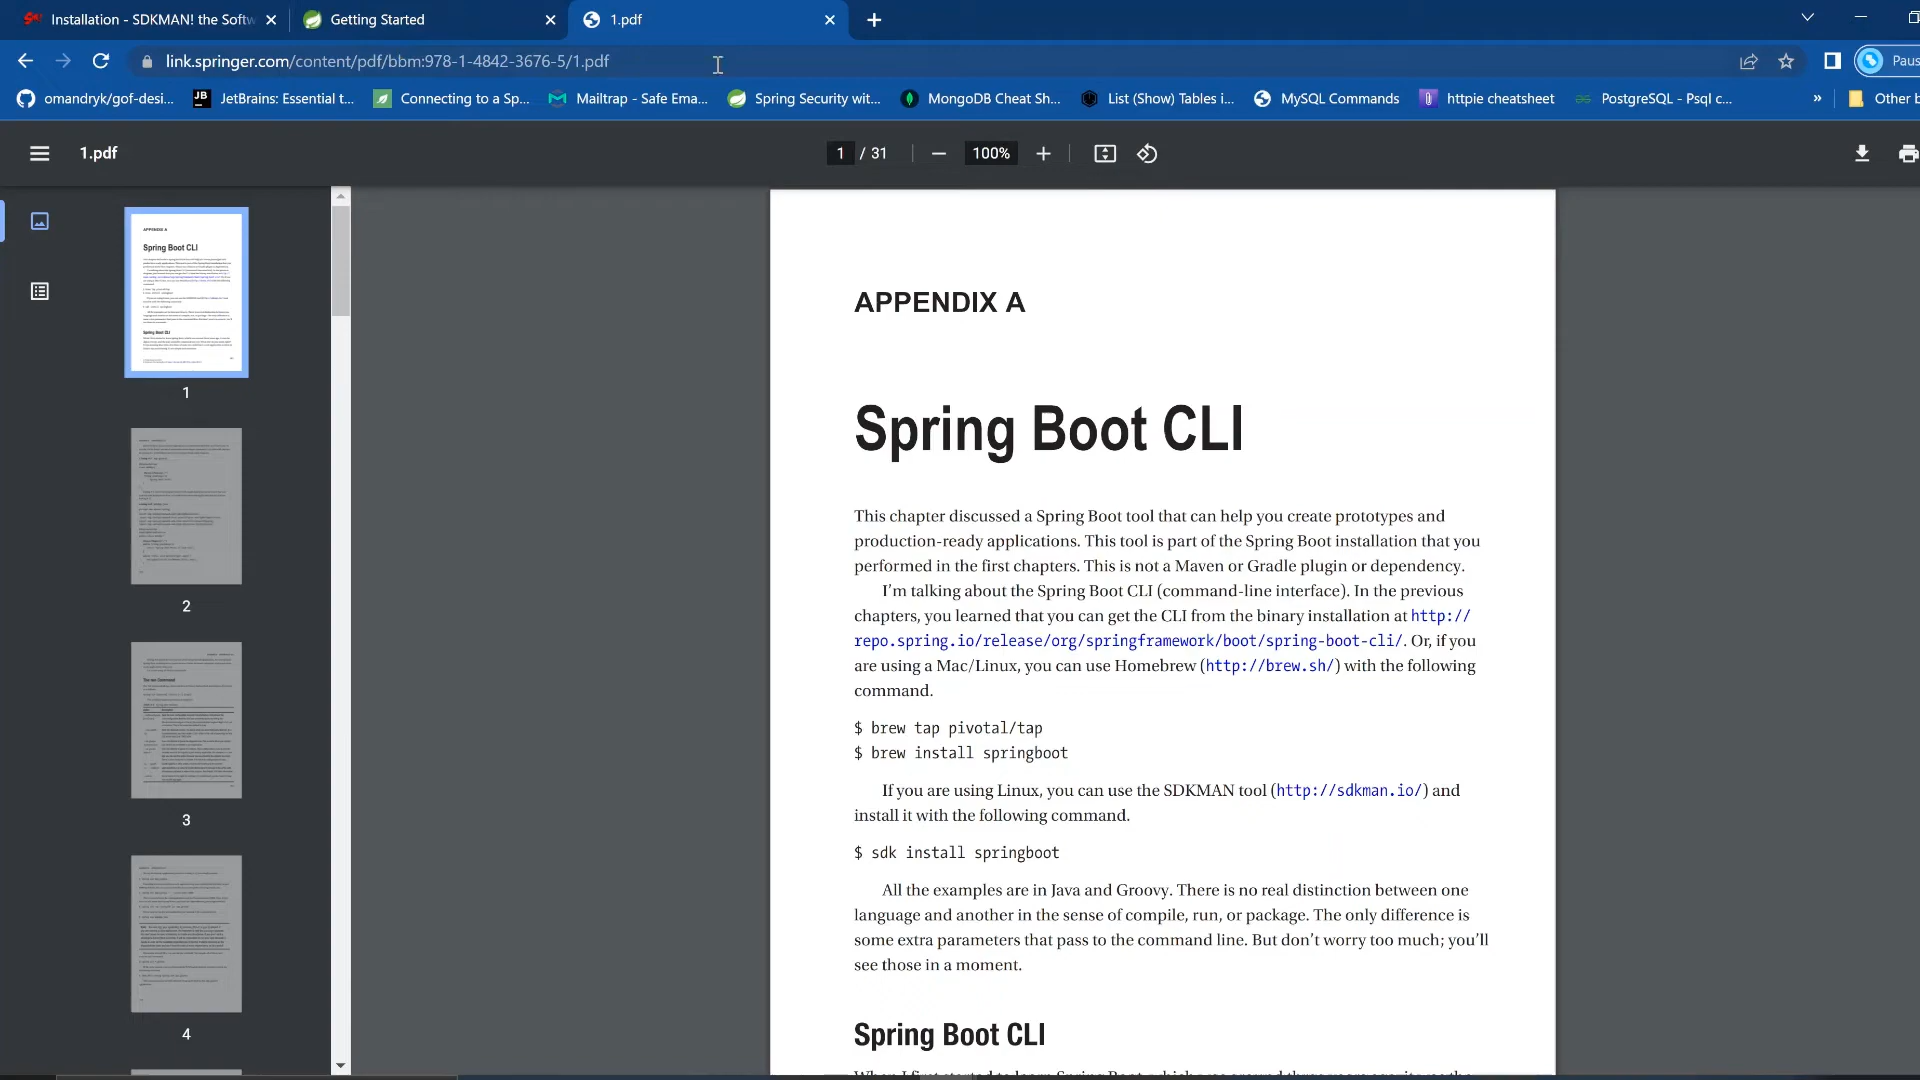 Installation - SDKMAN! the Softw
Getting Started
1.pdf
link.springer.com/content/pdf/bbm:978-1-4842-3676-5/1.pdf
Paus
omandryk/gof-desi...
JetBrains: Essential t...
Connecting to a Sp...
Mailtrap - Safe Ema...
Spring Security wit...
MongoDB Cheat Sh...
List (Show) Tables i...
MySQL Commands
httpie cheatsheet
PostgreSQL - Psql c...
»
Other b
1.pdf
1 / 31
100%
1
2
3
4
APPENDIX A
Spring Boot CLI
This chapter discussed a Spring Boot tool that can help you create prototypes and
production-ready applications. This tool is part of the Spring Boot installation that you
performed in the first chapters. This is not a Maven or Gradle plugin or dependency.
I'm talking about the Spring Boot CLI (command-line interface). In the previous
chapters, you learned that you can get the CLI from the binary installation at http://
repo.spring.io/release/org/springframework/boot/spring-boot-cli/. Or, if you
are using a Mac/Linux, you can use Homebrew (http://brew.sh/) with the following
command.
$ brew tap pivotal/tap
$ brew install springboot
If you are using Linux, you can use the SDKMAN tool (http://sdkman.io/) and
install it with the following command.
$ sdk install springboot
All the examples are in Java and Groovy. There is no real distinction between one
language and another in the sense of compile, run, or package. The only difference is
some extra parameters that pass to the command line. But don't worry too much; you'll
see those in a moment.
Spring Boot CLI